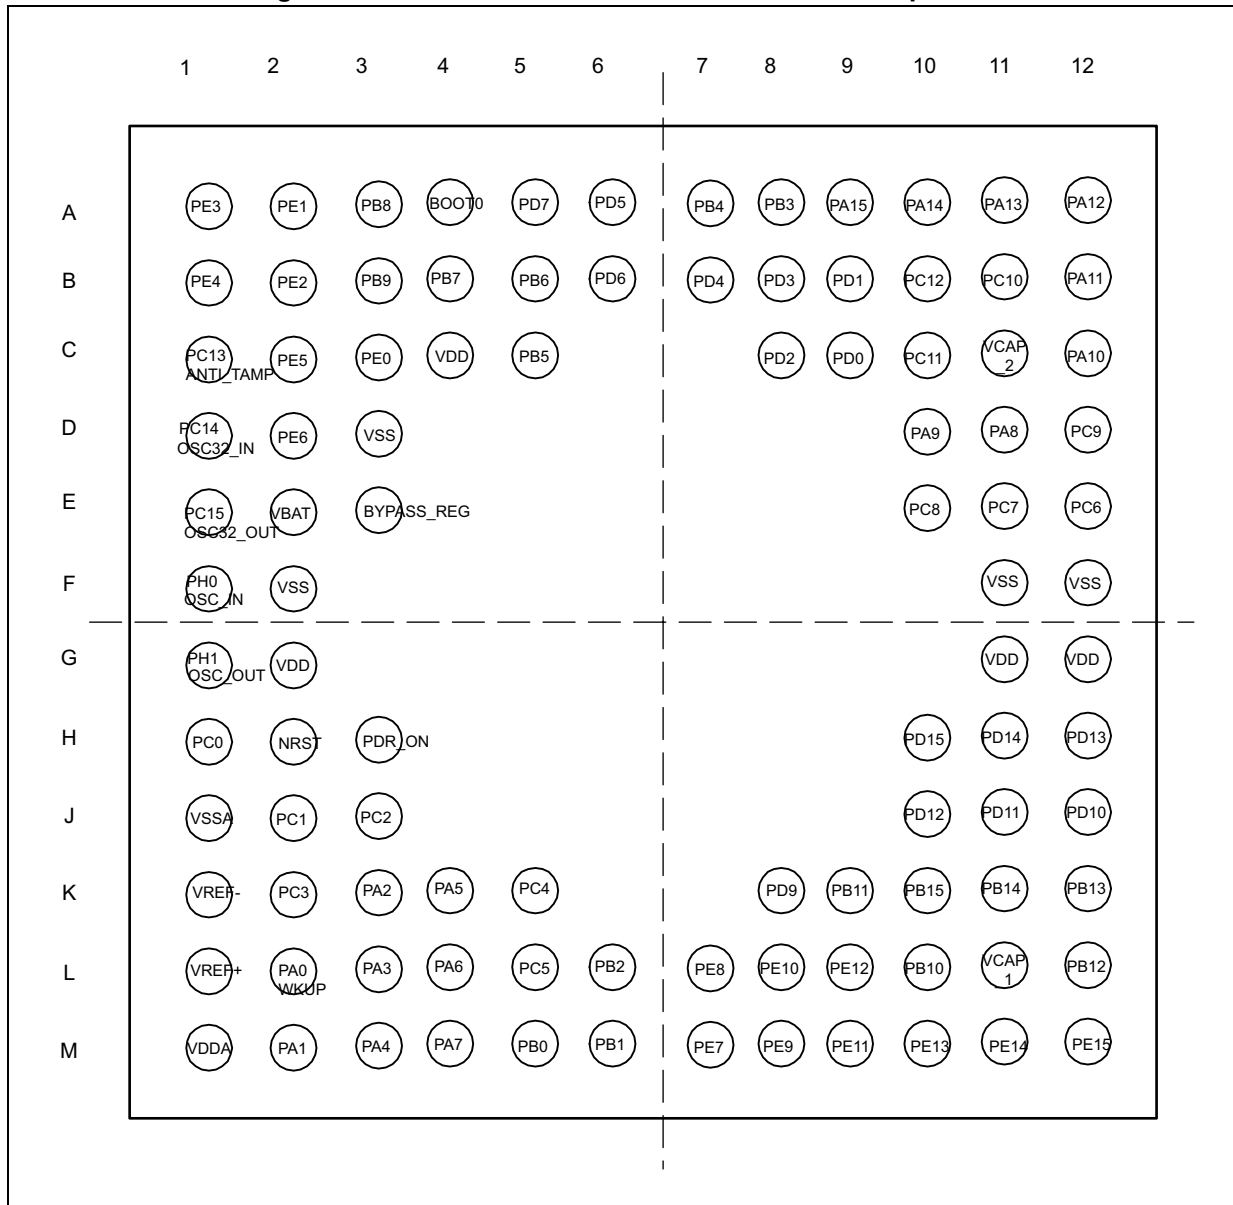 1 2 3 4 5 6 7 8 9 10 11 12
A PE3 PE1 PB8 BOOT0 PD7 PD5 PB4 PB3 PA15 PA14 PA13 PA12
B PE4 PE2 PB9 PB7 PB6 PD6 PD4 PD3 PD1 PC12 PC10 PA11
C PC13 ANTI_TAMP PE5 PE0 VDD PB5 PD2 PD0 PC11 VCAP_2 PA10
D PC14 OSC32_IN PE6 VSS PA9 PA8 PC9
E PC15 OSC32_OUT VBAT BYPASS_REG PC8 PC7 PC6
F PH0 OSC_IN VSS VSS VSS
G PH1 OSC_OUT VDD VDD VDD
H PC0 NRST PDR_ON PD15 PD14 PD13
J VSSA PC1 PC2 PD12 PD11 PD10
K VREF- PC3 PA2 PA5 PC4 PD9 PB11 PB15 PB14 PB13
L VREF+ PA0 WKUP PA3 PA6 PC5 PB2 PE8 PE10 PE12 PB10 VCAP_1 PB12
M VDDA PA1 PA4 PA7 PB0 PB1 PE7 PE9 PE11 PE13 PE14 PE15